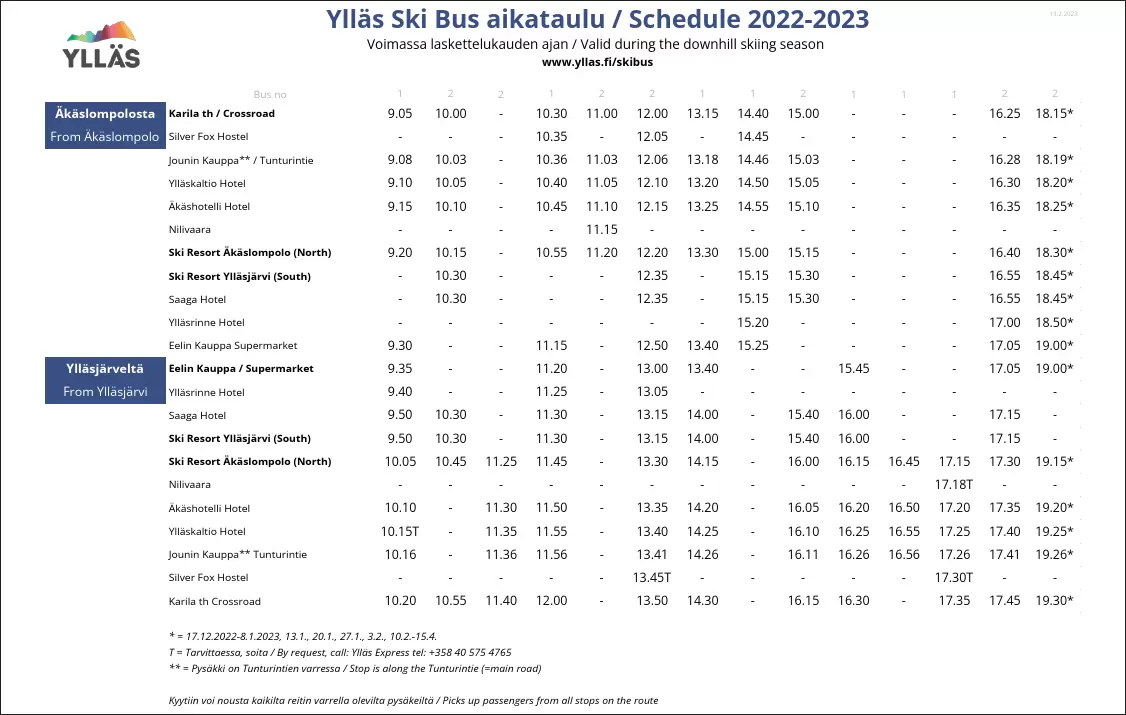 Ylläs Ski Bus aikataulu / Schedule 2022-2023
13.2.2023
YLLÄS
Voimassa laskettelukauden ajan / Valid during the downhill skiing season
www.yllas.fi/skibus
Bus no 1 2 2 1 2 2 1 1 2 1 1 1 2 2
Äkäslompolosta Karila th / Crossroad 9.05 10.00 - 10.30 11.00 12.00 13.15 14.40 15.00 - - - 16.25 18.15*
From Äkäslompolo Silver Fox Hostel - - - 10.35 - 12.05 - 14.45 - - - - - -
Jounin Kauppa** / Tunturintie 9.08 10.03 - 10.36 11.03 12.06 13.18 14.46 15.03 - - - 16.28 18.19*
Ylläskaltio Hotel 9.10 10.05 - 10.40 11.05 12.10 13.20 14.50 15.05 - - - 16.30 18.20*
Äkäshotelli Hotel 9.15 10.10 - 10.45 11.10 12.15 13.25 14.55 15.10 - - - 16.35 18.25*
Nilivaara - - - - 11.15 - - - - - - - - -
Ski Resort Äkäslompolo (North) 9.20 10.15 - 10.55 11.20 12.20 13.30 15.00 15.15 - - - 16.40 18.30*
Ski Resort Ylläsjärvi (South) - 10.30 - - - 12.35 - 15.15 15.30 - - - 16.55 18.45*
Saaga Hotel - 10.30 - - - 12.35 - 15.15 15.30 - - - 16.55 18.45*
Ylläsrinne Hotel - - - - - - - 15.20 - - - - 17.00 18.50*
Eelin Kauppa Supermarket 9.30 - - 11.15 - 12.50 13.40 15.25 - - - - 17.05 19.00*
Ylläsjärveltä Eelin Kauppa / Supermarket 9.35 - - 11.20 - 13.00 13.40 - - 15.45 - - 17.05 19.00*
From Ylläsjärvi Ylläsrinne Hotel 9.40 - - 11.25 - 13.05 - - - - - - - -
Saaga Hotel 9.50 10.30 - 11.30 - 13.15 14.00 - 15.40 16.00 - - 17.15 -
Ski Resort Ylläsjärvi (South) 9.50 10.30 - 11.30 - 13.15 14.00 - 15.40 16.00 - - 17.15 -
Ski Resort Äkäslompolo (North) 10.05 10.45 11.25 11.45 - 13.30 14.15 - 16.00 16.15 16.45 17.15 17.30 19.15*
Nilivaara - - - - - - - - - - - 17.18T - -
Äkäshotelli Hotel 10.10 - 11.30 11.50 - 13.35 14.20 - 16.05 16.20 16.50 17.20 17.35 19.20*
Ylläskaltio Hotel 10.15T - 11.35 11.55 - 13.40 14.25 - 16.10 16.25 16.55 17.25 17.40 19.25*
Jounin Kauppa** Tunturintie 10.16 - 11.36 11.56 - 13.41 14.26 - 16.11 16.26 16.56 17.26 17.41 19.26*
Silver Fox Hostel - - - - - 13.45T - - - - - 17.30T - -
Karila th Crossroad 10.20 10.55 11.40 12.00 - 13.50 14.30 - 16.15 16.30 - 17.35 17.45 19.30*
* = 17.12.2022-8.1.2023, 13.1., 20.1., 27.1., 3.2., 10.2.-15.4.
T = Tarvittaessa, soita / By request, call: Ylläs Express tel: +358 40 575 4765
** = Pysäkki on Tunturintien varressa / Stop is along the Tunturintie (=main road)
Kyytiin voi nousta kaikilta reitin varrella olevilta pysäkeiltä / Picks up passengers from all stops on the route